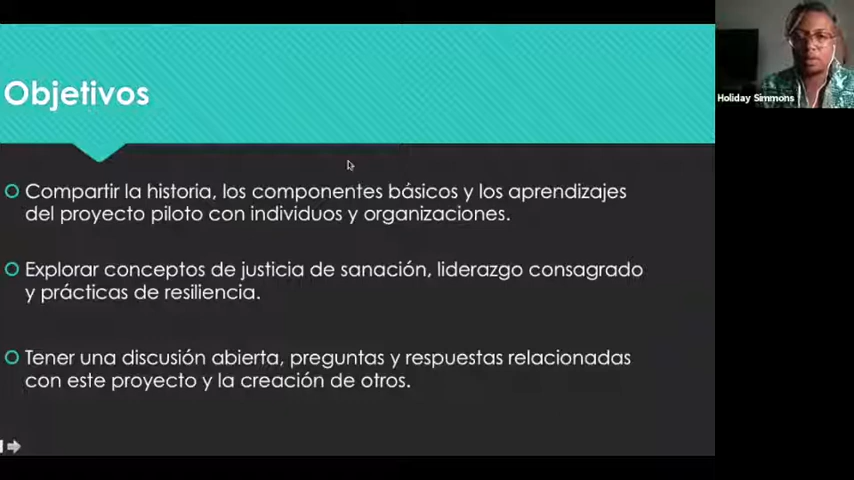 Objetivos
Compartir la historia, los componentes básicos y los aprendizajes
del proyecto piloto con individuos y organizaciones.
Explorar conceptos de justicia de sanación, liderazgo consagrado
y prácticas de resiliencia.
Tener una discusión abierta, preguntas y respuestas relacionadas
con este proyecto y la creación de otros.
Holiday Simmons